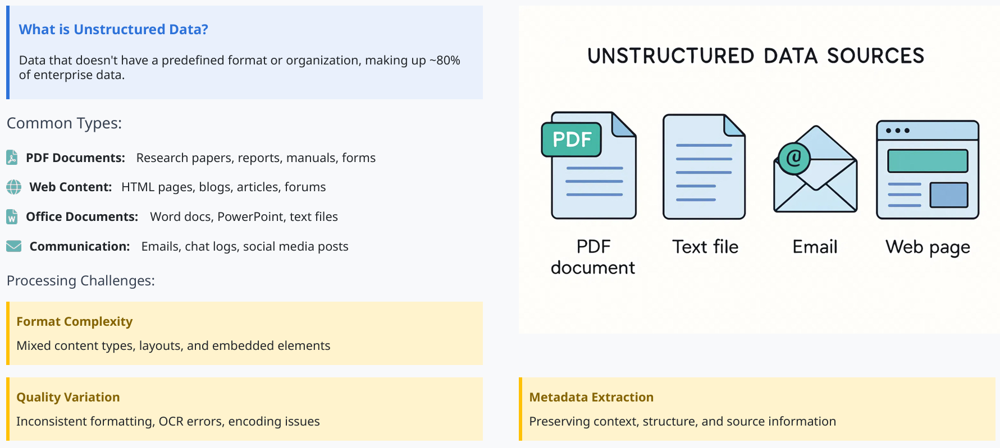 What is Unstructured Data?
Data that doesn't have a predefined format or organization, making up ~80%
of enterprise data.
Common Types:
PDF Documents: Research papers, reports, manuals, forms
Web Content: HTML pages, blogs, articles, forums
W
Office Documents: Word docs, PowerPoint, text files
Communication: Emails, chat logs, social media posts
Processing Challenges:
Format Complexity
Mixed content types, layouts, and embedded elements
Quality Variation
Inconsistent formatting, OCR errors, encoding issues
UNSTRUCTURED DATA SOURCES
PDF
@
PDF
document
Text file
Email
Web page
Metadata Extraction
Preserving context, structure, and source information